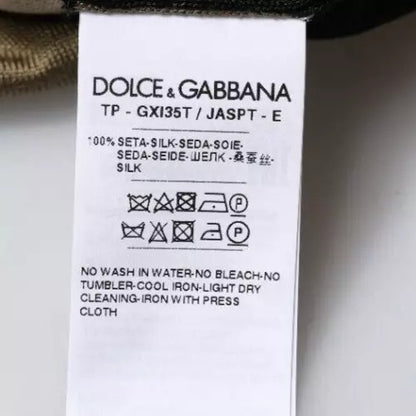 DOLCE & GABBANA
TP - GXI35T / JASPT - E
100% SETA-SILK-SEDA-SOIE-
SEDA-SEIDE-ШЕЛК -桑蚕丝-
SILK
P
P
NO WASH IN WATER-NO BLEACH-NO
TUMBLER-COOL IRON-LIGHT DRY
CLEANING-IRON WITH PRESS
CLOTH